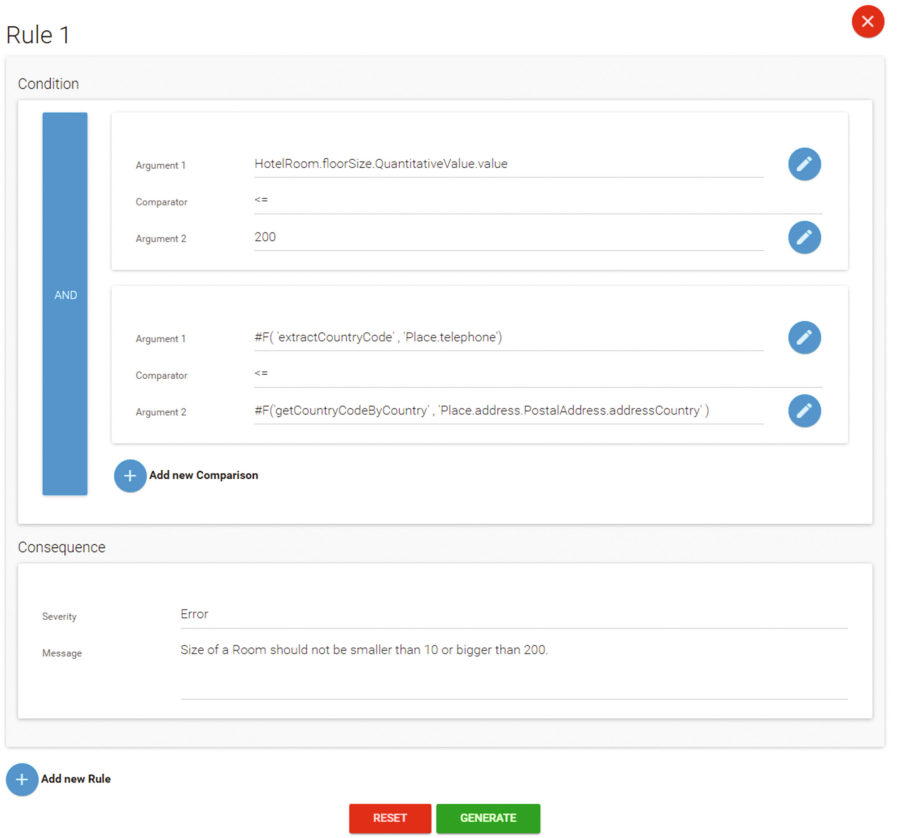 Rule 1
Condition
AND
Argument 1 HotelRoom.floorSize.QuantitativeValue.value
Comparator <=
Argument 2 200
Argument 1 #F( 'extractCountryCode' , 'Place.telephone')
Comparator <=
Argument 2 #F('getCountryCodeByCountry' , 'Place.address.PostalAddress.addressCountry' )
Add new Comparison
Consequence
Severity Error
Message Size of a Room should not be smaller than 10 or bigger than 200.
Add new Rule
RESET GENERATE